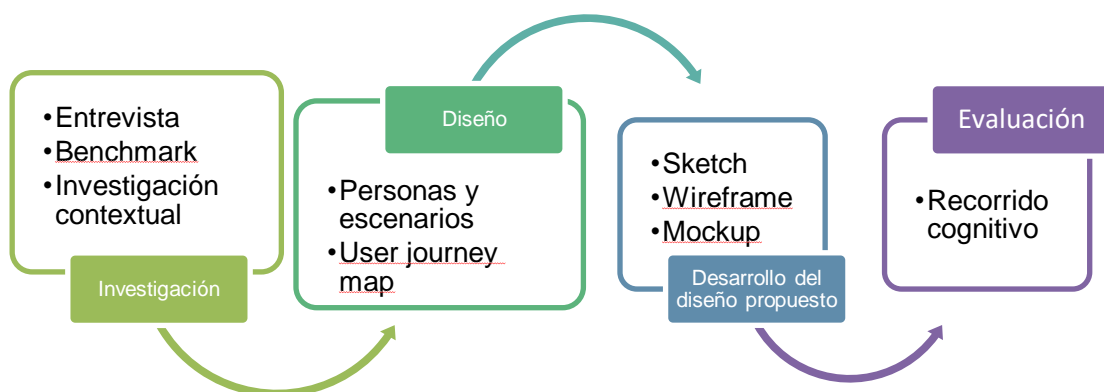 •Entrevista
•Benchmark
•Investigación
contextual
Investigación
Diseño
•Personas y
escenarios
•User journey
map
•Sketch
•Wireframe
•Mockup
Desarrollo del
diseño propuesto
Evaluación
•Recorrido
cognitivo